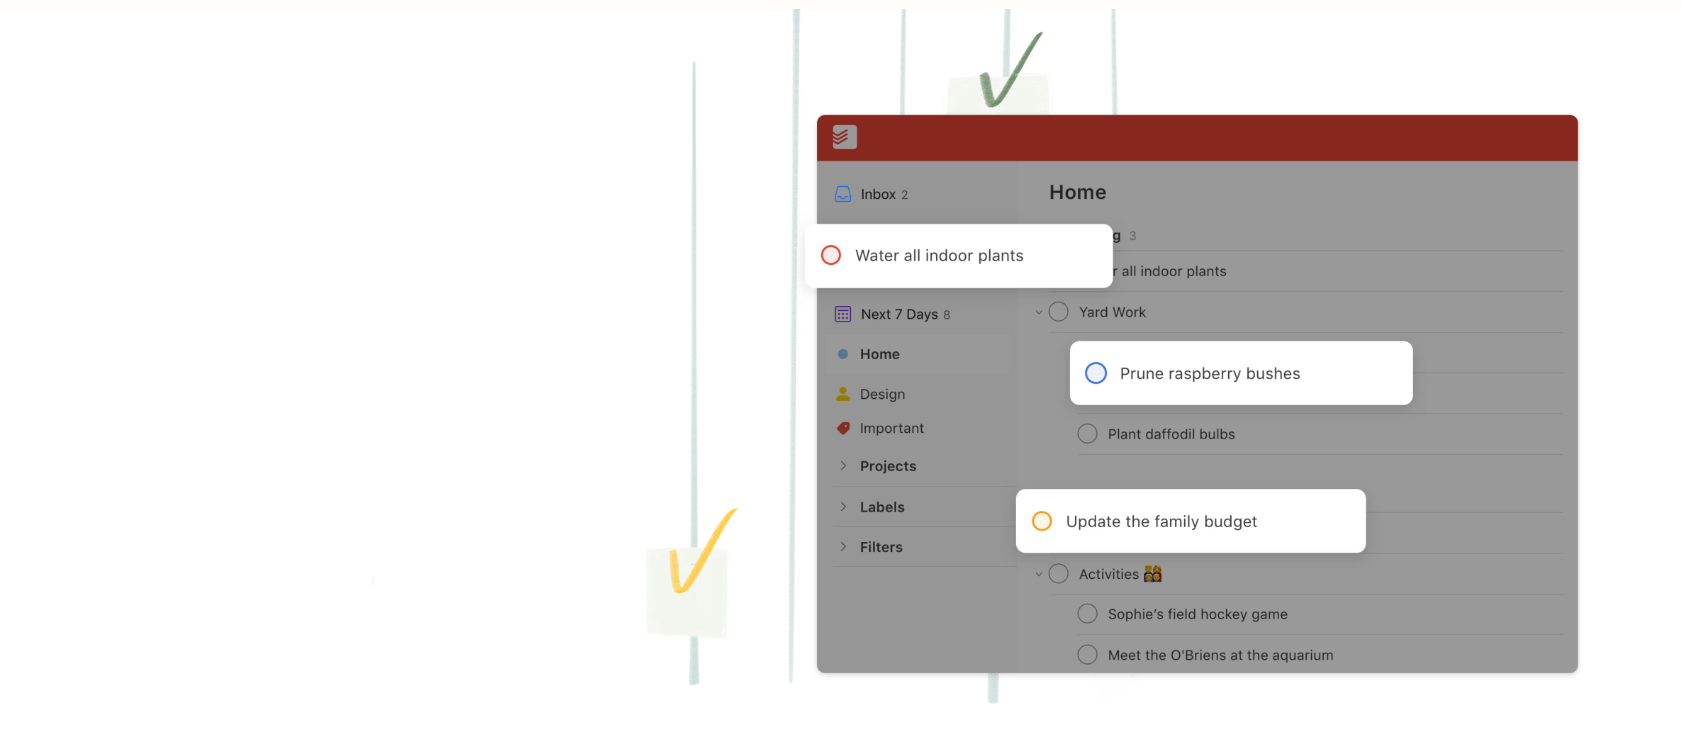 Inbox 2
Home
g 3
Water all indoor plants
r all indoor plants
Next 7 Days 8
Yard Work
Home
Prune raspberry bushes
Design
Important
Plant daffodil bulbs
Projects
Labels
Update the family budget
Filters
Activities
Sophie's field hockey game
Meet the O'Briens at the aquarium